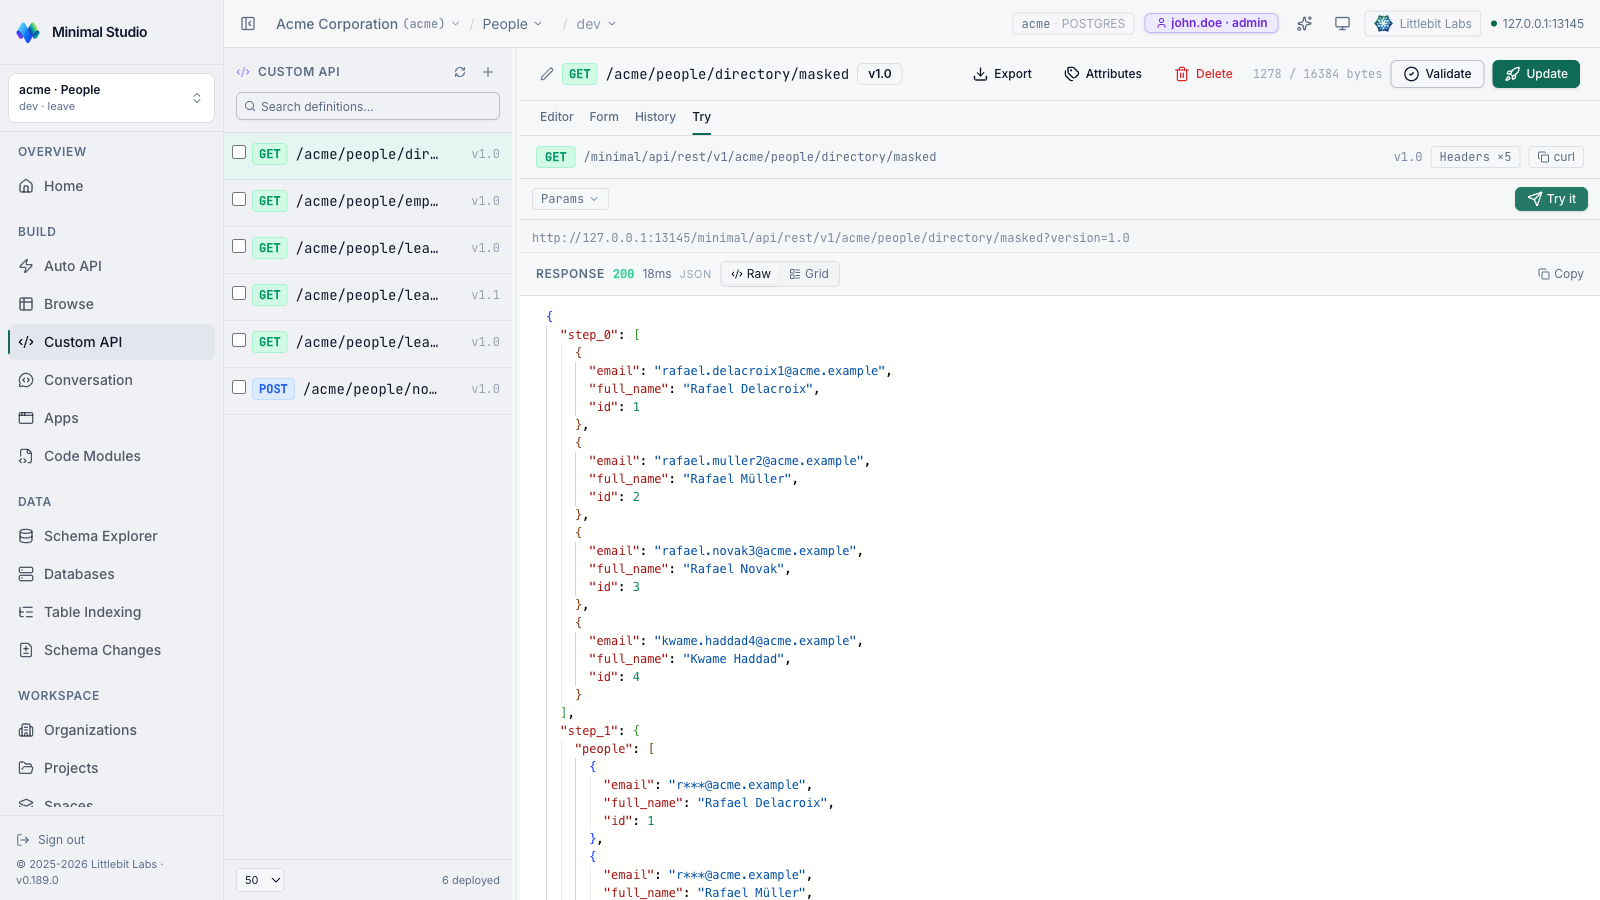 Minimal Studio
acme · People
dev · leave
OVERVIEW
Home
BUILD
Auto API
Browse
Custom API
Conversation
Apps
Code Modules
DATA
Schema Explorer
Databases
Table Indexing
Schema Changes
WORKSPACE
Organizations
Projects
Spaces
Sign out
© 2025-2026 Littlebit Labs ·
v0.189.0
Acme Corporation (acme) / People / dev
acme · POSTGRES
john.doe · admin
Littlebit Labs
127.0.0.1:13145
CUSTOM API
Search definitions...
GET /acme/people/dir... v1.0
GET /acme/people/emp... v1.0
GET /acme/people/lea... v1.0
GET /acme/people/lea... v1.1
GET /acme/people/lea... v1.0
POST /acme/people/no... v1.0
50
6 deployed
GET /acme/people/directory/masked v1.0
Export
Attributes
Delete
1278 / 16384 bytes
Validate
Update
Editor Form History Try
GET /minimal/api/rest/v1/acme/people/directory/masked v1.0 Headers ×5 curl
Params
Try it
http://127.0.0.1:13145/minimal/api/rest/v1/acme/people/directory/masked?version=1.0
RESPONSE 200 18ms JSON Raw Grid Copy
{
"step_0": [
{
"email": "rafael.delacroix1@acme.example",
"full_name": "Rafael Delacroix",
"id": 1
},
{
"email": "rafael.muller2@acme.example",
"full_name": "Rafael Müller",
"id": 2
},
{
"email": "rafael.novak3@acme.example",
"full_name": "Rafael Novak",
"id": 3
},
{
"email": "kwame.haddad4@acme.example",
"full_name": "Kwame Haddad",
"id": 4
}
],
"step_1": {
"people": [
{
"email": "r***@acme.example",
"full_name": "Rafael Delacroix",
"id": 1
},
{
"email": "r***@acme.example",
"full_name": "Rafael Müller",